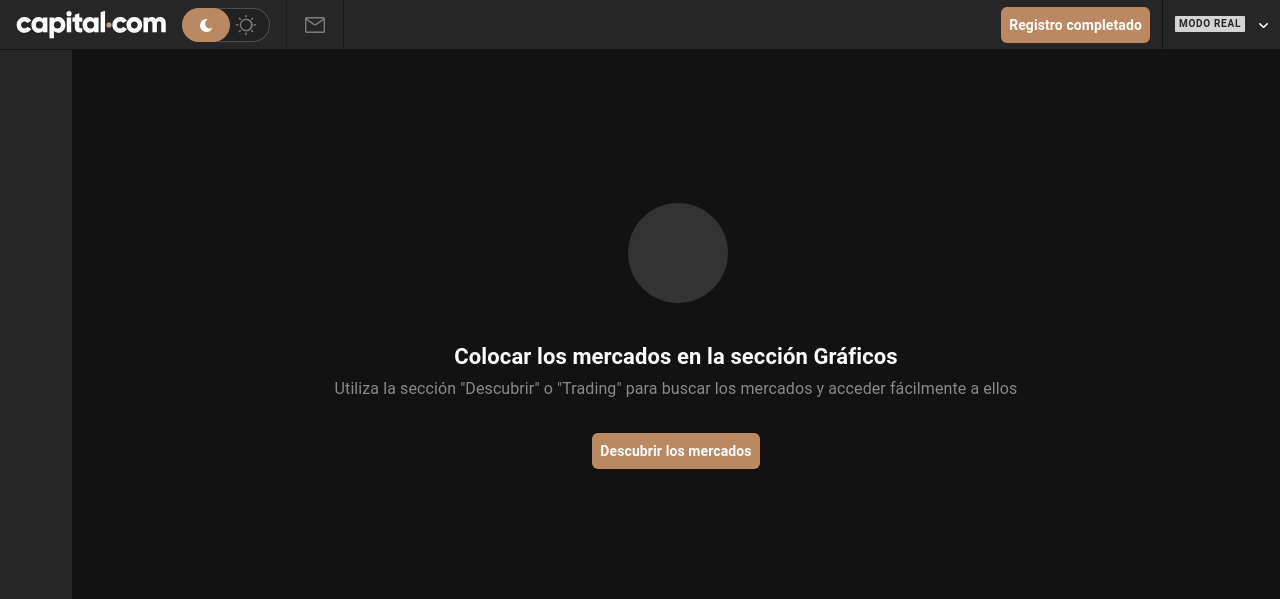 capital.com
Registro completado
MODO REAL
Colocar los mercados en la sección Gráficos
Utiliza la sección "Descubrir" o "Trading" para buscar los mercados y acceder fácilmente a ellos
Descubrir los mercados